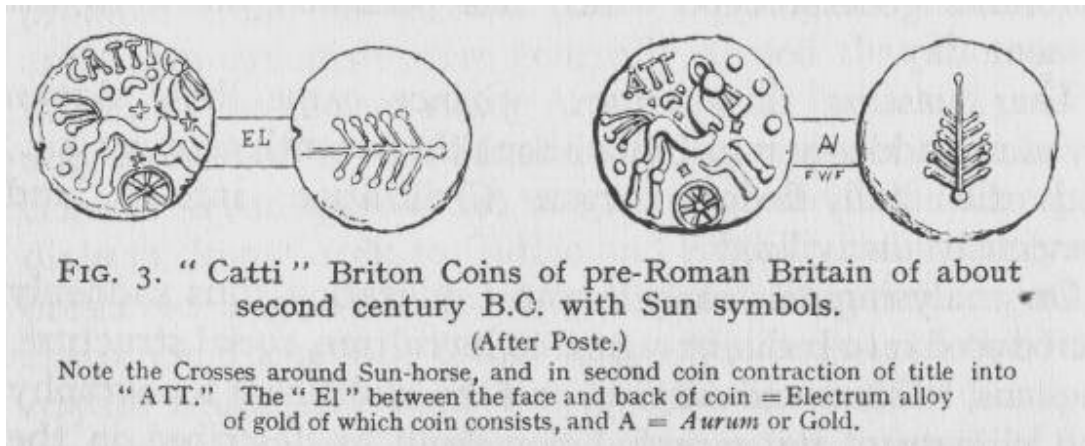 CATTI
ATT
EL
A/
F V/F
FIG. 3. "Catti" Briton Coins of pre-Roman Britain of about
second century B.C. with Sun symbols.
(After Poste.)
Note the Crosses around Sun-horse, and in second coin contraction of title into
"ATT." The "El" between the face and back of coin = Electrum alloy
of gold of which coin consists, and A = Aurum or Gold.